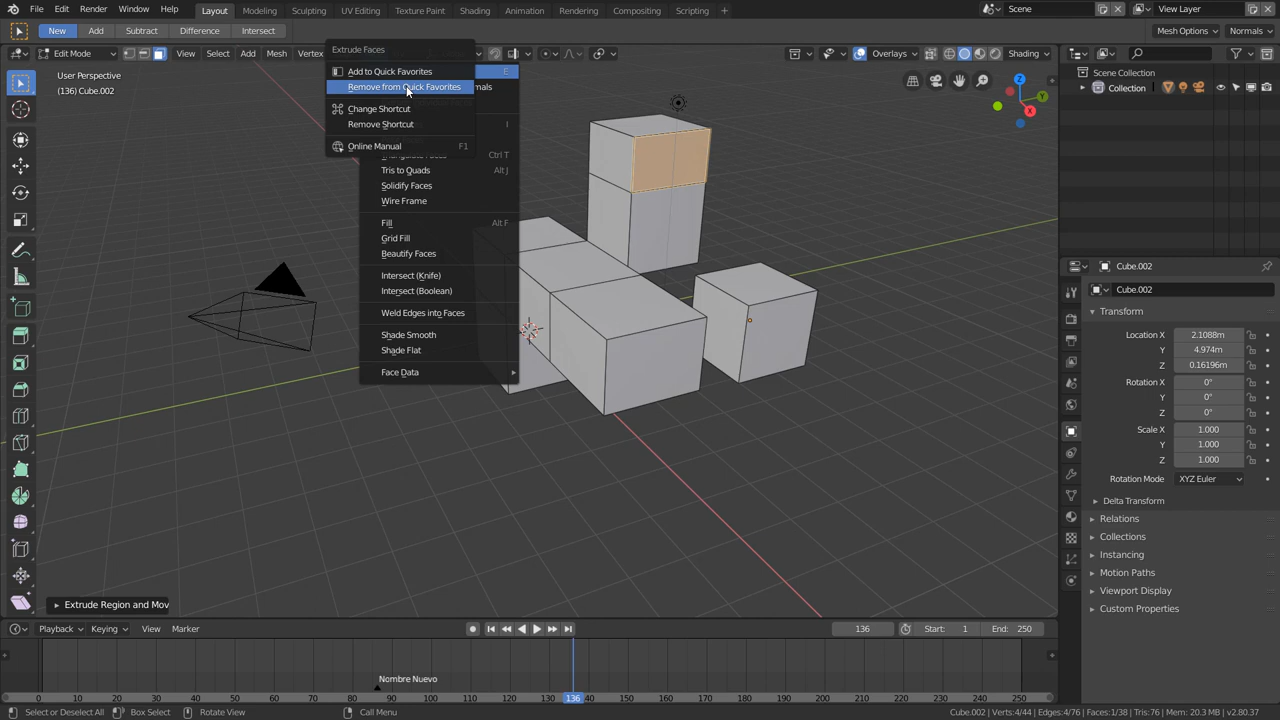 File Edit Render Window Help Layout Modeling Sculpting UV Editing Texture Paint Shading Animation Rendering Compositing Scripting Scene View Layer
New Add Subtract Difference Intersect Mesh Options Normals
Edit Mode View Select Add Mesh Vertex Overlays Shading
Extrude Faces
Add to Quick Favorites E
Remove from Quick Favorites mals
Change Shortcut
Remove Shortcut I
Online Manual F1
Triangulate Faces Ctrl T
Tris to Quads Alt J
Solidify Faces
Wire Frame
Fill Alt F
Grid Fill
Beautify Faces
Intersect (Knife)
Intersect (Boolean)
Weld Edges into Faces
Shade Smooth
Shade Flat
Face Data
User Perspective
(136) Cube.002
Z
Y
X
Extrude Region and Mov
Scene Collection
Collection
Cube.002
Cube.002
Transform
Location X 2.1088m
Y 4.974m
Z 0.16196m
Rotation X 0°
Y 0°
Z 0°
Scale X 1.000
Y 1.000
Z 1.000
Rotation Mode XYZ Euler
Delta Transform
Relations
Collections
Instancing
Motion Paths
Viewport Display
Custom Properties
Playback Keying View Marker 136 Start: 1 End: 250
Nombre Nuevo
0 10 20 30 40 50 60 70 80 90 100 110 120 130 136 40 150 160 170 180 190 200 210 220 230 240 250
Select or Deselect All Box Select Rotate View Call Menu Cube.002 | Verts:4/44 | Edges:4/76 | Faces:1/38 | Tris:76 | Mem: 20.3 MB | v2.80.37